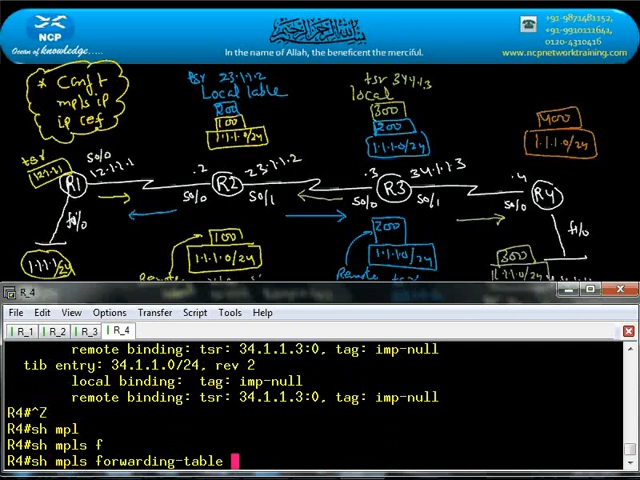 NCP
Ocean of knowledge.....
بسم الله الرحمن الرحيم
In the name of Allah, the beneficent the merciful.
+91-9871481152,
+91-9910111642,
0120-4310416
www.ncpnetworktraining.com
* Conf t
mpls ip
ip cef
tsr 23.1.1.2
Local table
200
100
1.1.1.0/24
tsr 34.1.1.3
local
300
200
1.1.1.0/24
400
1.1.1.0/24
tsr
12.1.1.1
R1
S0/0
12.1.1.1
.2
R2
23.1.1.2
S0/0
S0/1
.3
R3
34.1.1.3
S0/0
S0/1
.4
R4
S0/0
f0/0
f0/0
1.1.1.1/24
100
1.1.1.0/24
Remote
200
1.1.1.0/24
Remote
300
1.1.1.0/24
R_4
File Edit View Options Transfer Script Tools Help
R_1 R_2 R_3 R_4
remote binding: tsr: 34.1.1.3:0, tag: imp-null
tib entry: 34.1.1.0/24, rev 2
local binding: tag: imp-null
remote binding: tsr: 34.1.1.3:0, tag: imp-null
R4#^Z
R4#sh mpl
R4#sh mpls f
R4#sh mpls forwarding-table